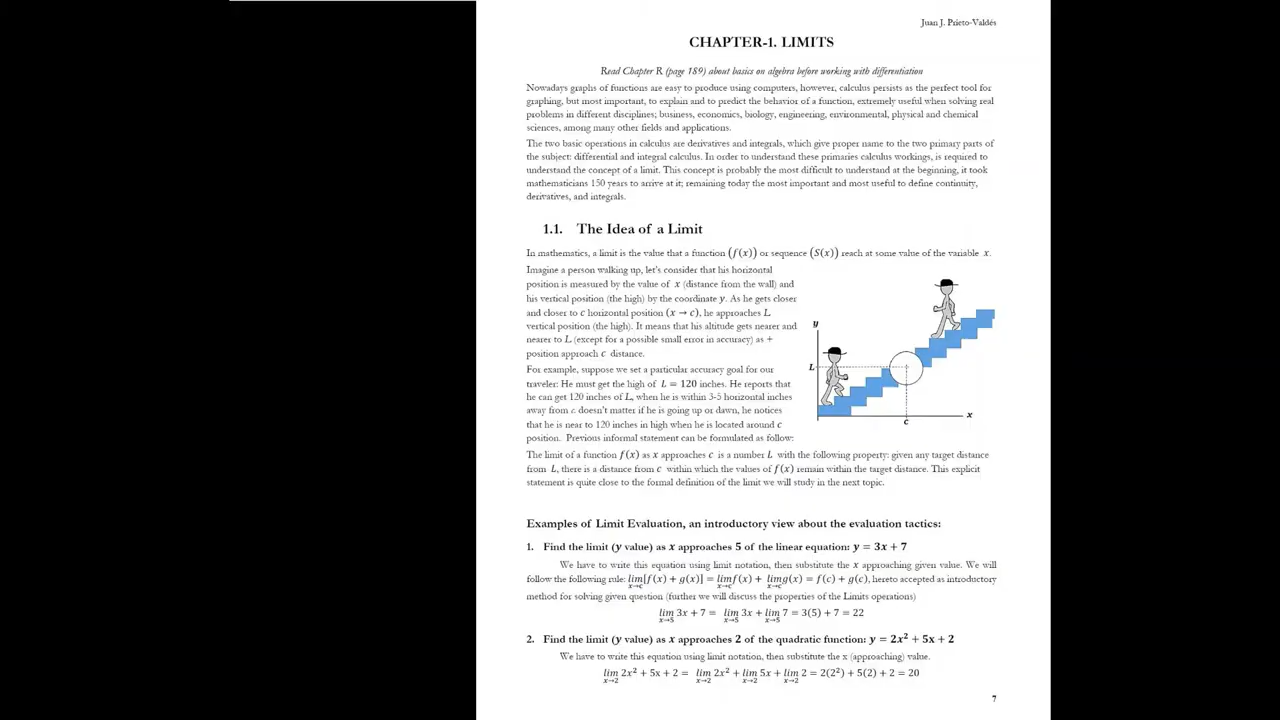 Juan J. Prieto-Valdés
CHAPTER-1. LIMITS
Read Chapter R (page 189) about basics on algebra before working with differentiation
Nowadays graphs of functions are easy to produce using computers, however, calculus persists as the perfect tool for
graphing, but most important, to explain and to predict the behavior of a function, extremely useful when solving real
problems in different disciplines; business, economics, biology, engineering, environmental, physical and chemical
sciences, among many other fields and applications.
The two basic operations in calculus are derivatives and integrals, which give proper name to the two primary parts of
the subject: differential and integral calculus. In order to understand these primaries calculus workings, is required to
understand the concept of a limit. This concept is probably the most difficult to understand at the beginning, it took
mathematicians 150 years to arrive at it; remaining today the most important and most useful to define continuity,
derivatives, and integrals.
1.1. The Idea of a Limit
In mathematics, a limit is the value that a function (f(x)) or sequence (S(x)) reach at some value of the variable x.
Imagine a person walking up, let's consider that his horizontal
position is measured by the value of x (distance from the wall) and
his vertical position (the high) by the coordinate y. As he gets closer
and closer to c horizontal position (x → c), he approaches L
vertical position (the high). It means that his altitude gets nearer and
nearer to L (except for a possible small error in accuracy) as +
position approach c distance.
For example, suppose we set a particular accuracy goal for our
traveler: He must get the high of L = 120 inches. He reports that
he can get 120 inches of L, when he is within 3-5 horizontal inches
away from c doesn't matter if he is going up or dawn, he notices
that he is near to 120 inches in high when he is located around c
position. Previous informal statement can be formulated as follow:
y
L
c
x
The limit of a function f(x) as x approaches c is a number L with the following property: given any target distance
from L, there is a distance from c within which the values of f(x) remain within the target distance. This explicit
statement is quite close to the formal definition of the limit we will study in the next topic.
Examples of Limit Evaluation, an introductory view about the evaluation tactics:
1. Find the limit (y value) as x approaches 5 of the linear equation: y = 3x + 7
We have to write this equation using limit notation, then substitute the x approaching given value. We will
follow the following rule: lim x→c [f(x) + g(x)] = lim x→c f(x) + lim x→c g(x) = f(c) + g(c), hereto accepted as introductory
method for solving given question (further we will discuss the properties of the Limits operations)
lim x→5 3x + 7 = lim x→5 3x + lim x→5 7 = 3(5) + 7 = 22
2. Find the limit (y value) as x approaches 2 of the quadratic function: y = 2x² + 5x + 2
We have to write this equation using limit notation, then substitute the x (approaching) value.
lim x→2 2x² + 5x + 2 = lim x→2 2x² + lim x→2 5x + lim x→2 2 = 2(2²) + 5(2) + 2 = 20
7